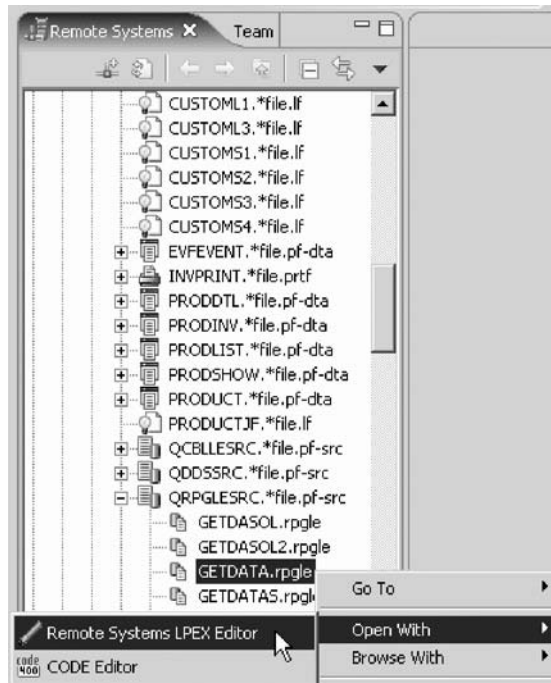 Remote Systems Team
CUSTOML1.*file.lf
CUSTOML3.*file.lf
CUSTOMS1.*file.lf
CUSTOMS2.*file.lf
CUSTOMS3.*file.lf
CUSTOMS4.*file.lf
EVFEVENT.*file.pf-dta
INVPRINT.*file.prtf
PRODDTL.*file.pf-dta
PRODINV.*file.pf-dta
PRODLIST.*file.pf-dta
PRODSHOW.*file.pf-dta
PRODUCT.*file.pf-dta
PRODUCTJF.*file.lf
QCBLLESRC.*file.pf-src
QDDSSRC.*file.pf-src
QRPGLESRC.*file.pf-src
GETDASOL.rpgle
GETDASOL2.rpgle
GETDATA.rpgle
GETDATAS.rpgl
Go To
Remote Systems LPEX Editor
Open With
code 400 CODE Editor
Browse With